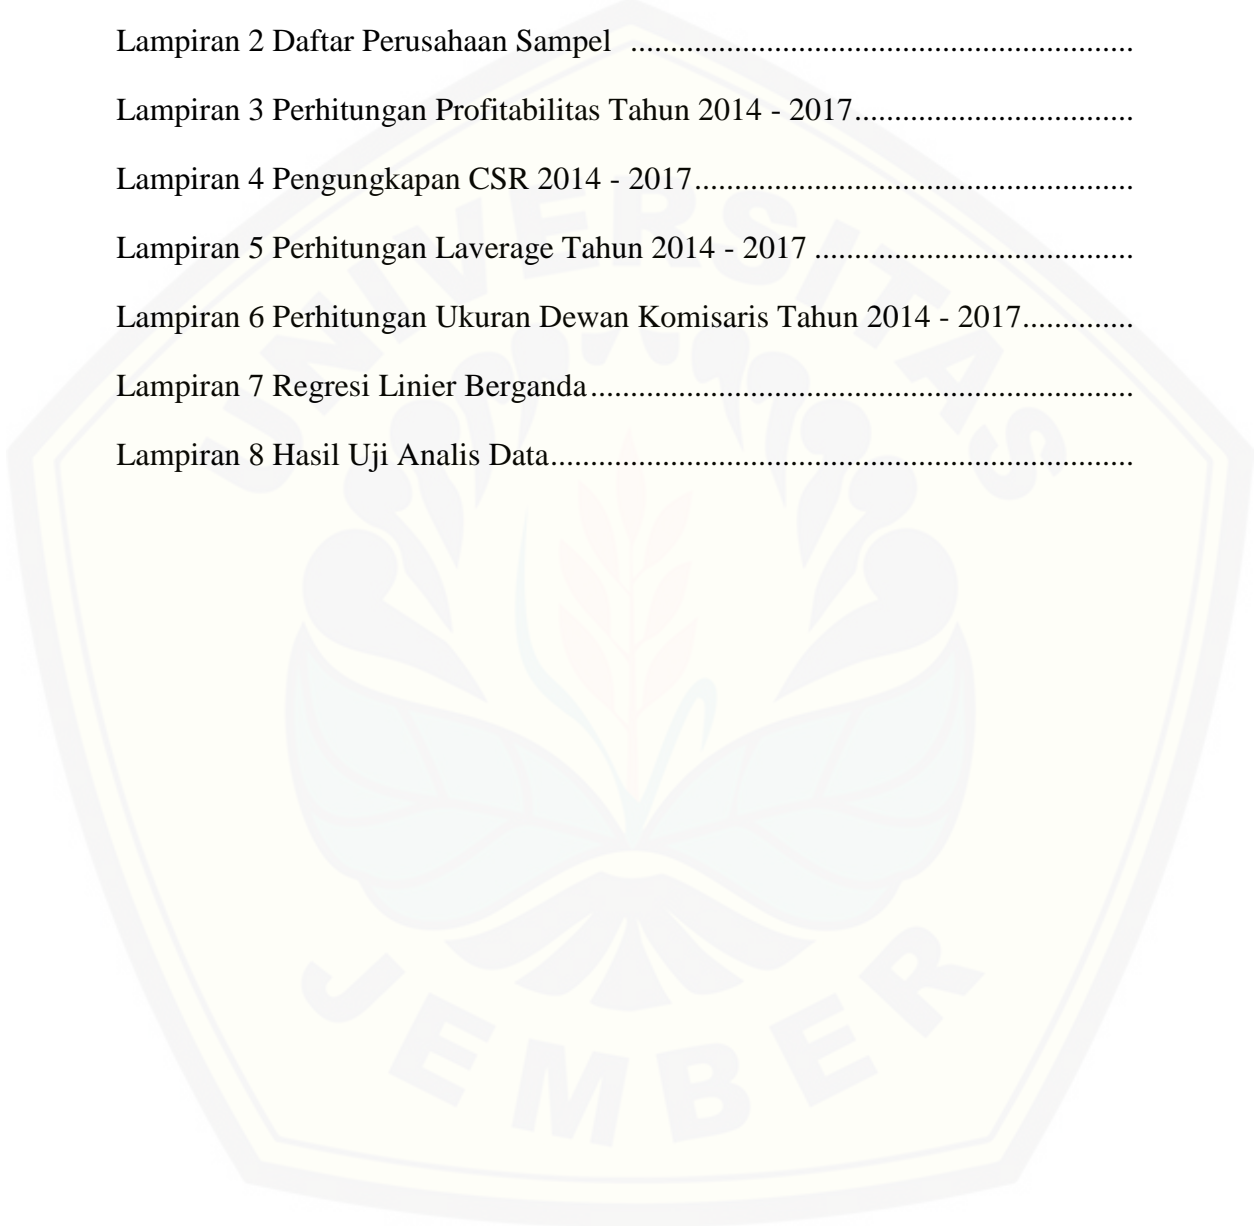 Lampiran 2 Daftar Perusahaan Sampel ...............................................................
Lampiran 3 Perhitungan Profitabilitas Tahun 2014 - 2017...................................
Lampiran 4 Pengungkapan CSR 2014 - 2017.......................................................
Lampiran 5 Perhitungan Laverage Tahun 2014 - 2017 ........................................
Lampiran 6 Perhitungan Ukuran Dewan Komisaris Tahun 2014 - 2017..............
Lampiran 7 Regresi Linier Berganda....................................................................
Lampiran 8 Hasil Uji Analis Data.........................................................................
UNIVERSITAS
JEMBER